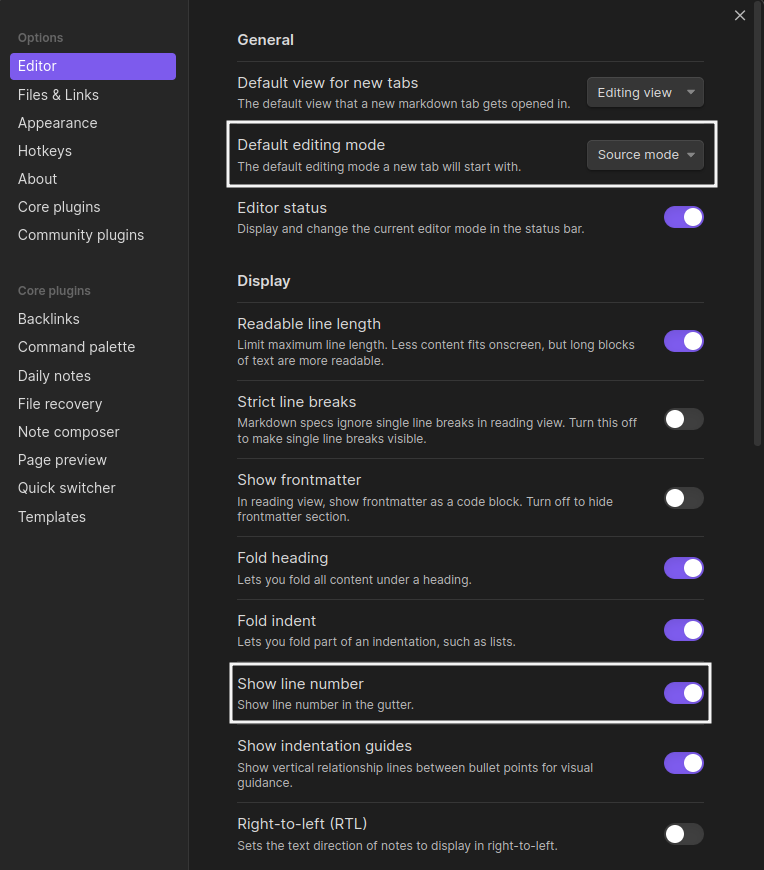 Options
Editor
Files & Links
Appearance
Hotkeys
About
Core plugins
Community plugins
Core plugins
Backlinks
Command palette
Daily notes
File recovery
Note composer
Page preview
Quick switcher
Templates
General
Default view for new tabs
The default view that a new markdown tab gets opened in.
Editing view
Default editing mode
The default editing mode a new tab will start with.
Source mode
Editor status
Display and change the current editor mode in the status bar.
Display
Readable line length
Limit maximum line length. Less content fits onscreen, but long blocks
of text are more readable.
Strict line breaks
Markdown specs ignore single line breaks in reading view. Turn this off
to make single line breaks visible.
Show frontmatter
In reading view, show frontmatter as a code block. Turn off to hide
frontmatter section.
Fold heading
Lets you fold all content under a heading.
Fold indent
Lets you fold part of an indentation, such as lists.
Show line number
Show line number in the gutter.
Show indentation guides
Show vertical relationship lines between bullet points for visual
guidance.
Right-to-left (RTL)
Sets the text direction of notes to display in right-to-left.